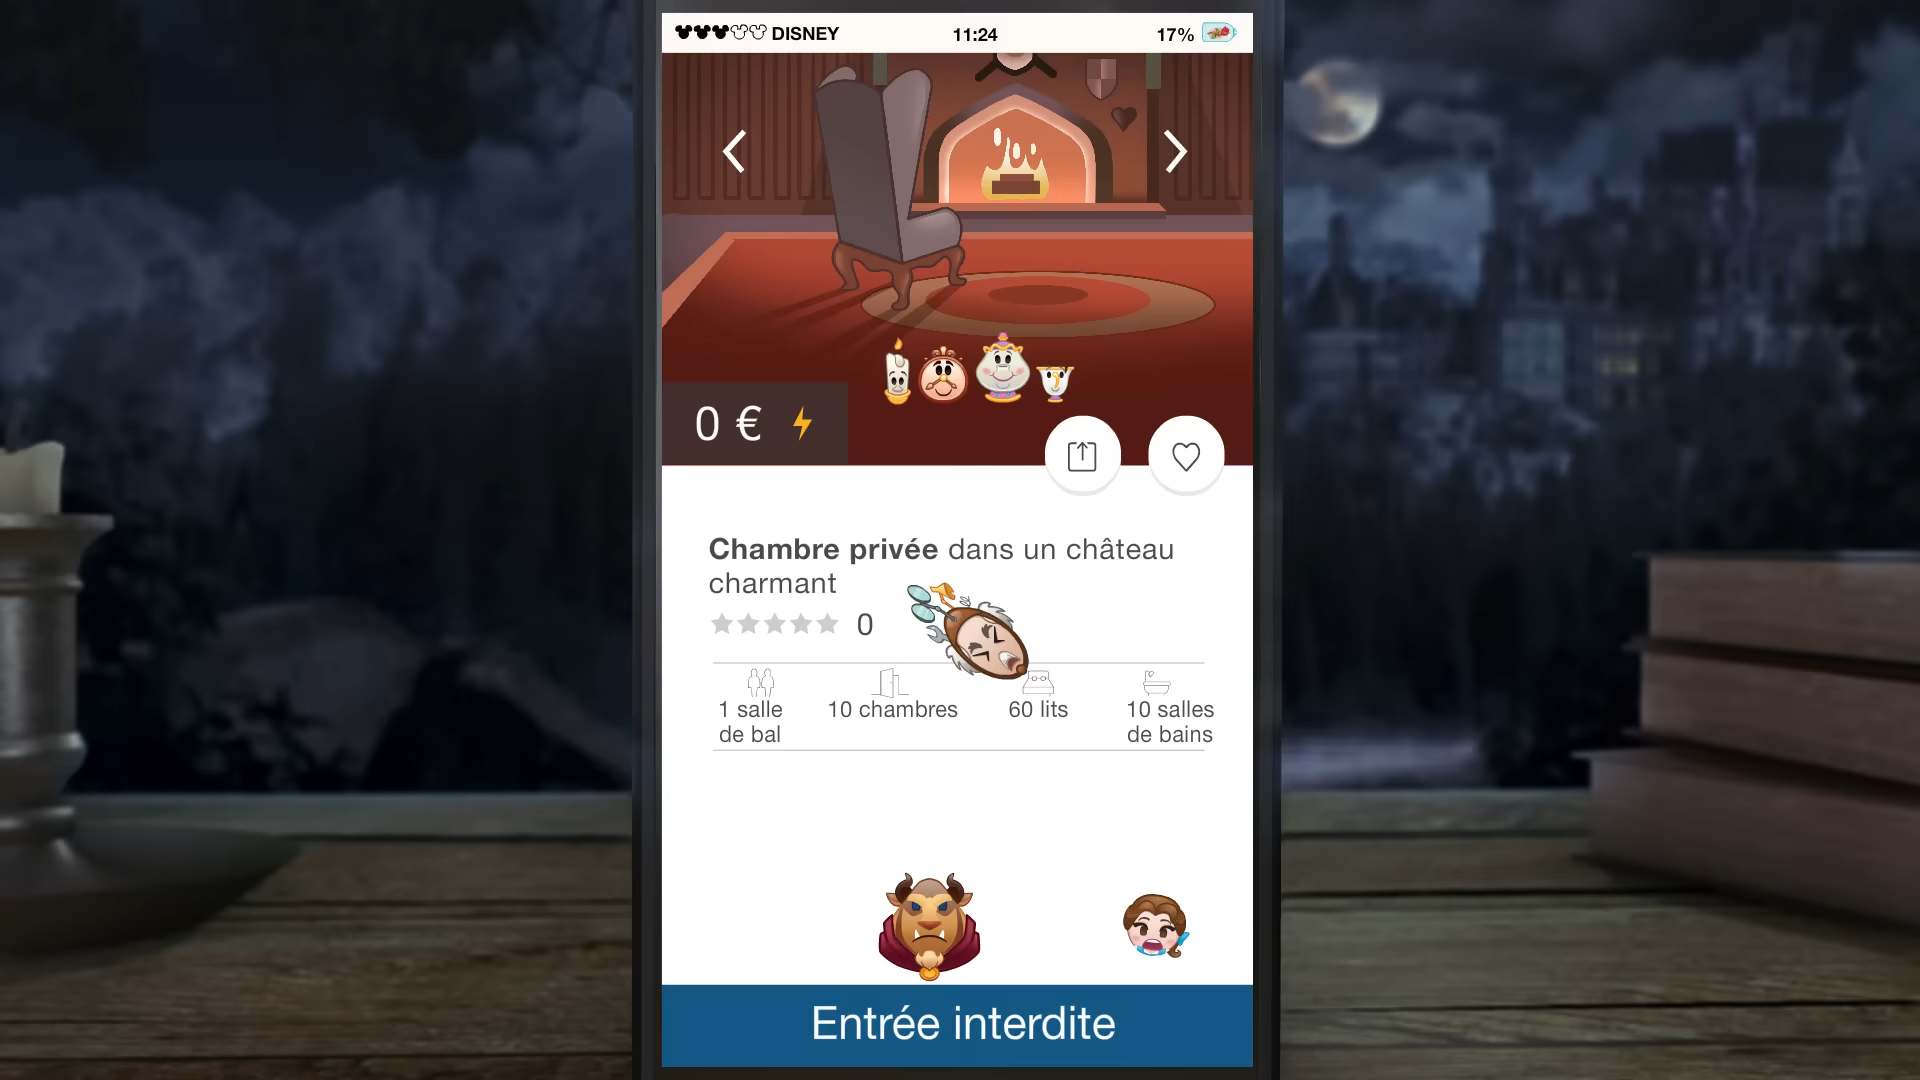 DISNEY
11:24
17%
0 €
Chambre privée dans un château
charmant
0
1 salle
de bal
10 chambres
60 lits
10 salles
de bains
Entrée interdite